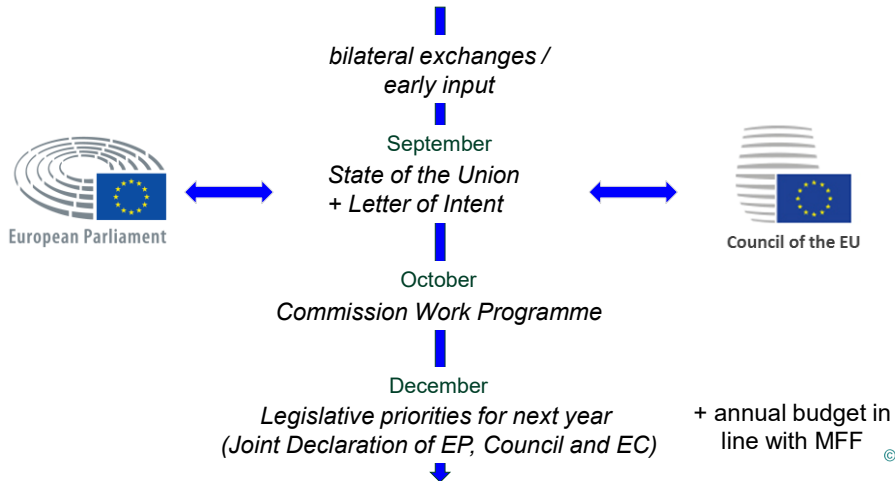 bilateral exchanges /
early input
September
State of the Union
+ Letter of Intent
European Parliament
Council of the EU
October
Commission Work Programme
December
Legislative priorities for next year
(Joint Declaration of EP, Council and EC)
+ annual budget in
line with MFF
©